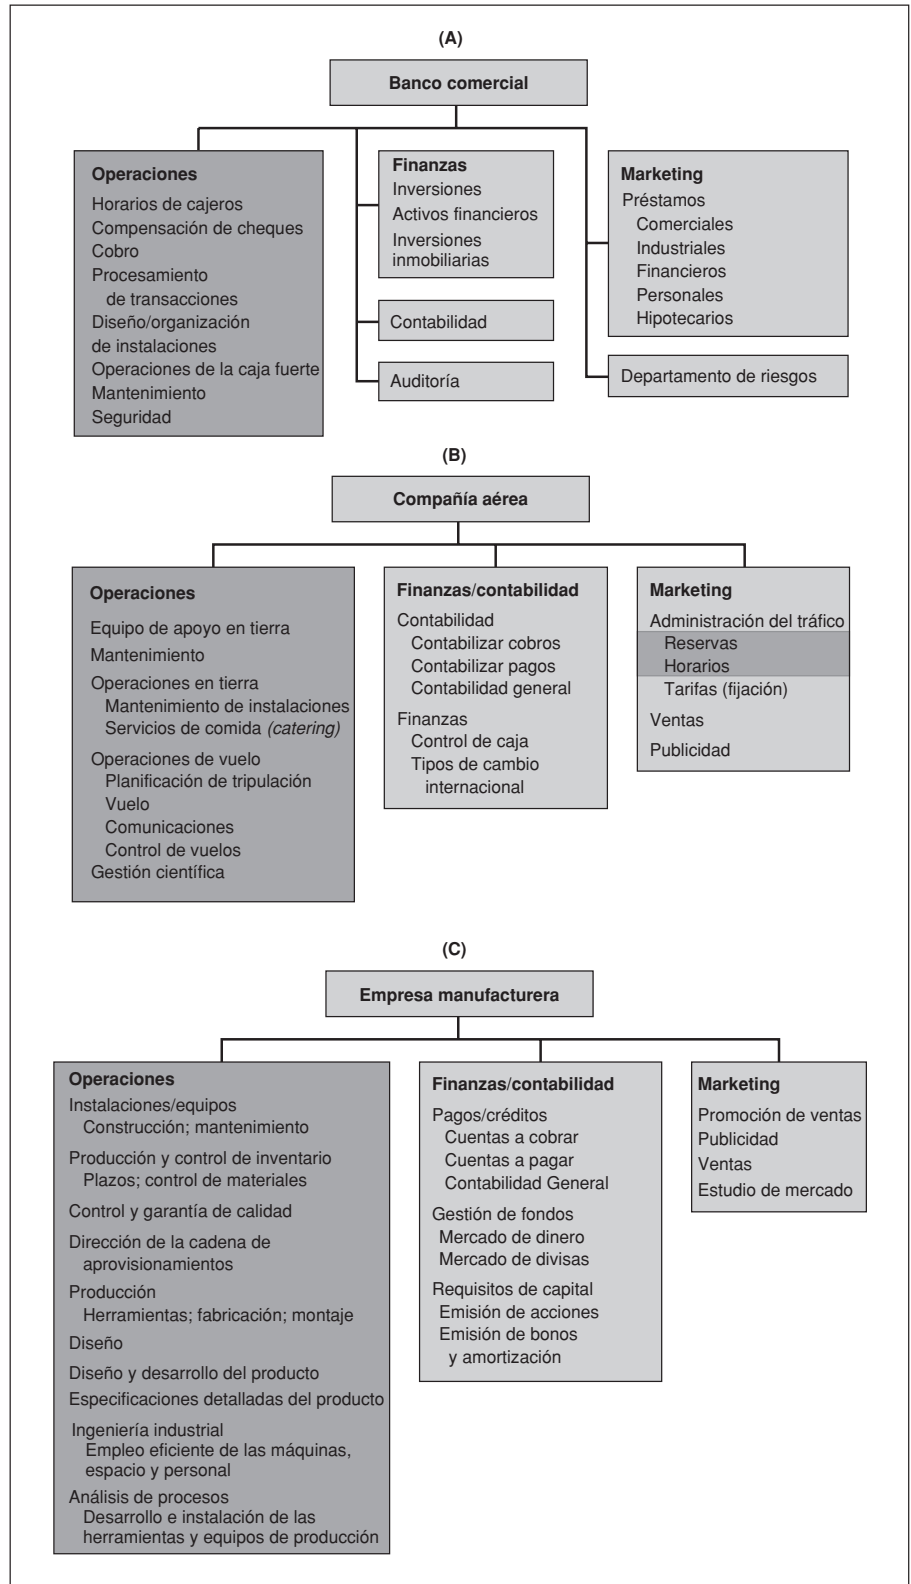 (A)
Banco comercial
Operaciones
Horarios de cajeros
Compensación de cheques
Cobro
Procesamiento
de transacciones
Diseño/organización
de instalaciones
Operaciones de la caja fuerte
Mantenimiento
Seguridad
Finanzas
Inversiones
Activos financieros
Inversiones
inmobiliarias
Contabilidad
Auditoría
Marketing
Préstamos
Comerciales
Industriales
Financieros
Personales
Hipotecarios
Departamento de riesgos
(B)
Compañía aérea
Operaciones
Equipo de apoyo en tierra
Mantenimiento
Operaciones en tierra
Mantenimiento de instalaciones
Servicios de comida (catering)
Operaciones de vuelo
Planificación de tripulación
Vuelo
Comunicaciones
Control de vuelos
Gestión científica
Finanzas/contabilidad
Contabilidad
Contabilizar cobros
Contabilizar pagos
Contabilidad general
Finanzas
Control de caja
Tipos de cambio
internacional
Marketing
Administración del tráfico
Reservas
Horarios
Tarifas (fijación)
Ventas
Publicidad
(C)
Empresa manufacturera
Operaciones
Instalaciones/equipos
Construcción; mantenimiento
Producción y control de inventario
Plazos; control de materiales
Control y garantía de calidad
Dirección de la cadena de
aprovisionamientos
Producción
Herramientas; fabricación; montaje
Diseño
Diseño y desarrollo del producto
Especificaciones detalladas del producto
Ingeniería industrial
Empleo eficiente de las máquinas,
espacio y personal
Análisis de procesos
Desarrollo e instalación de las
herramientas y equipos de producción
Finanzas/contabilidad
Pagos/créditos
Cuentas a cobrar
Cuentas a pagar
Contabilidad General
Gestión de fondos
Mercado de dinero
Mercado de divisas
Requisitos de capital
Emisión de acciones
Emisión de bonos
y amortización
Marketing
Promoción de ventas
Publicidad
Ventas
Estudio de mercado